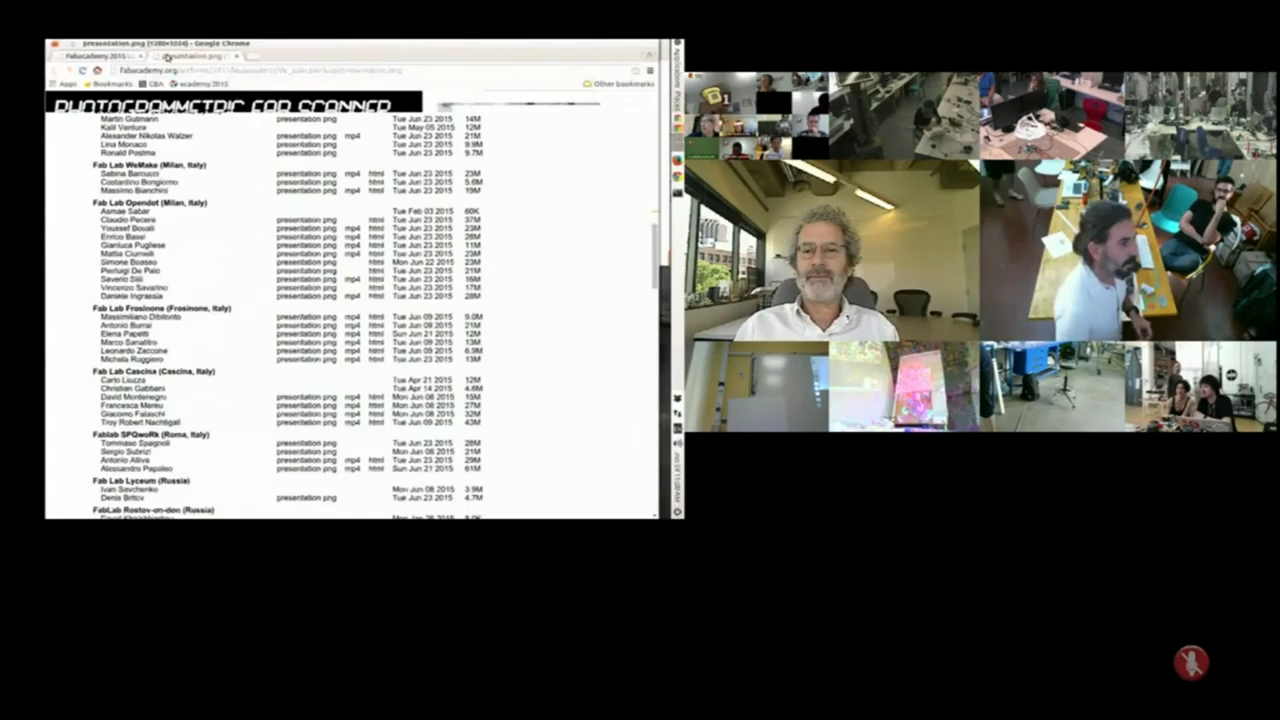 presentation.png (1280×1024) - Google Chrome
fabacademy 2015
presentation.png
fabacademy.org
Apps Bookmarks CBA academy.2015 Other bookmarks
PHOTOGRAMMETRIC FAB SCANNER
Martin Gutmann presentation png Tue Jun 23 2015 14M
Kalil Ventura Tue May 05 2015 12M
Alexander Nikolas Walzer presentation png mp4 Tue Jun 23 2015 21M
Lina Monaco presentation png Tue Jun 23 2015 9.9M
Ronald Postma presentation png Tue Jun 23 2015 9.7M
Fab Lab WeMake (Milan, Italy)
Sabina Barcucci presentation png mp4 html Tue Jun 23 2015 23M
Costantino Bongiorno presentation png mp4 html Tue Jun 23 2015 5.6M
Massimo Bianchini presentation png mp4 html Tue Jun 23 2015 19M
Fab Lab Opendot (Milan, Italy)
Asmae Sabar Tue Feb 03 2015 60K
Claudio Pecere presentation png html Tue Jun 23 2015 37M
Youssef Bouali presentation png mp4 html Tue Jun 23 2015 23M
Enrico Bassi presentation png mp4 html Tue Jun 23 2015 28M
Gianluca Pugliese presentation png mp4 html Tue Jun 23 2015 11M
Mattia Ciurnelli presentation png mp4 html Tue Jun 23 2015 23M
Simone Boasso presentation png html Mon Jun 22 2015 23M
Pierluigi De Palo presentation png html Tue Jun 23 2015 21M
Saverio Silli presentation png mp4 html Tue Jun 23 2015 16M
Vincenzo Savarino presentation png html Tue Jun 23 2015 17M
Daniele Ingrassia presentation png mp4 html Tue Jun 23 2015 28M
Fab Lab Frosinone (Frosinone, Italy)
Massimiliano Dibitonto presentation png mp4 html Tue Jun 09 2015 9.0M
Antonio Burrai presentation png mp4 html Tue Jun 09 2015 21M
Elena Papetti presentation png mp4 html Sun Jun 21 2015 12M
Marco Sanalitro presentation png mp4 html Tue Jun 09 2015 13M
Leonardo Zaccone presentation png mp4 html Tue Jun 09 2015 6.9M
Michela Ruggiero presentation png mp4 html Tue Jun 23 2015 13M
Fab Lab Cascina (Cascina, Italy)
Carlo Liuzza Tue Apr 21 2015 12M
Christian Gabbani Tue Apr 14 2015 4.6M
David Montenegro presentation png mp4 html Mon Jun 08 2015 15M
Francesca Mereu presentation png mp4 html Mon Jun 08 2015 27M
Giacomo Falaschi presentation png mp4 html Mon Jun 08 2015 32M
Troy Robert Nachtigall presentation png mp4 html Tue Jun 09 2015 43M
Fablab SPQwoRk (Roma, Italy)
Tommaso Spagnoli presentation png Tue Jun 23 2015 28M
Sergio Subrizi presentation png Mon Jun 08 2015 21M
Antonio Alliva presentation png mp4 html Tue Jun 23 2015 29M
Alessandro Papaleo presentation png mp4 html Sun Jun 21 2015 61M
Fab Lab Lyceum (Russia)
Ivan Savchenko Mon Jun 08 2015 3.9M
Denis Britov presentation png Tue Jun 23 2015 4.7M
FabLab Rostov-on-don (Russia)